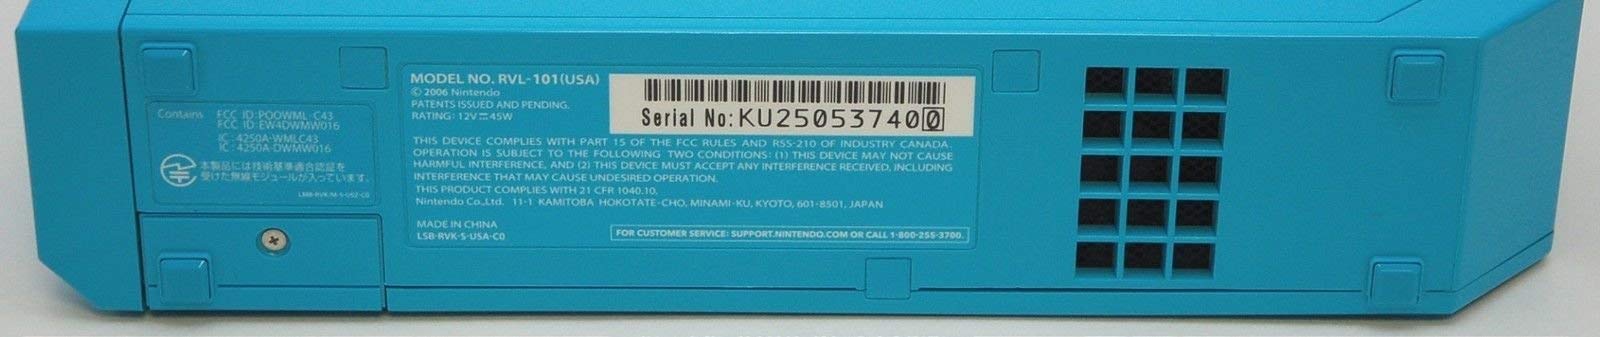 Contains FCC ID:POOWML-C43
FCC ID:EW4DWMW016
IC:4250A-WMLC43
IC:4250A-DWMW016
本製品には技術基準適合認証を
受けた無線モジュールが入っています。
MODEL NO. RVL-101(USA)
© 2006 Nintendo
PATENTS ISSUED AND PENDING.
RATING: 12V⎓45W
Serial No:KU250537400
THIS DEVICE COMPLIES WITH PART 15 OF THE FCC RULES AND RSS-210 OF INDUSTRY CANADA.
OPERATION IS SUBJECT TO THE FOLLOWING TWO CONDITIONS: (1) THIS DEVICE MAY NOT CAUSE
HARMFUL INTERFERENCE, AND (2) THIS DEVICE MUST ACCEPT ANY INTERFERENCE RECEIVED, INCLUDING
INTERFERENCE THAT MAY CAUSE UNDESIRED OPERATION.
THIS PRODUCT COMPLIES WITH 21 CFR 1040.10.
Nintendo Co.,Ltd. 11-1 KAMITOBA HOKOTATE-CHO, MINAMI-KU, KYOTO, 601-8501, JAPAN
MADE IN CHINA
LSB-RVK-S-USA-C0
FOR CUSTOMER SERVICE: SUPPORT.NINTENDO.COM OR CALL 1-800-255-3700.